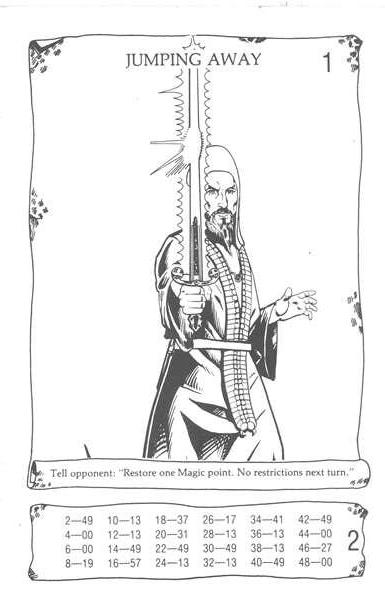 JUMPING AWAY 1
Tell opponent: "Restore one Magic point. No restrictions next turn."
2—49 10—13 18—37 26—17 34—41 42—49
4—00 12—13 20—31 28—13 36—13 44—00
6—00 14—49 22—49 30—49 38—13 46—27
8—19 16—57 24—13 32—13 40—49 48—00
2